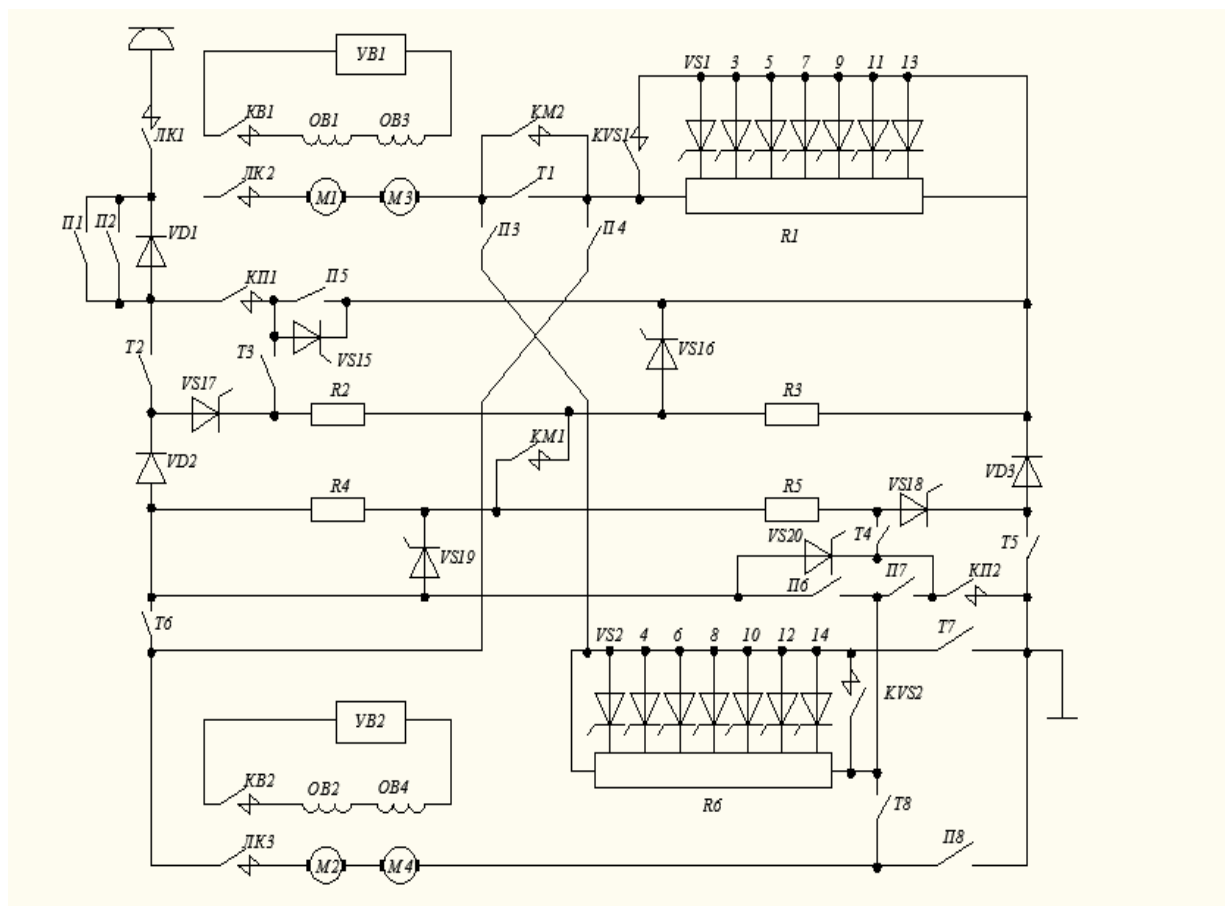 УВ1
VS1 3 5 7 9 11 13
КВ1 ОВ1 ОВ3 КМ2 KVS1
ЛК1
ЛК2 М1 М3 Т1
П1 П2 VD1 П3 П4 R1
КП1 П5
Т2 Т3 VS15 VS16
VS17 R2 R3
VD2 КМ1 VD3
R4 R5 VS18
VS19 VS20 Т4 Т5
П6 П7 КП2
Т6 VS2 4 6 8 10 12 14 Т7
KVS2
УВ2
КВ2 ОВ2 ОВ4 R6 Т8
ЛК3 М2 М4 П8